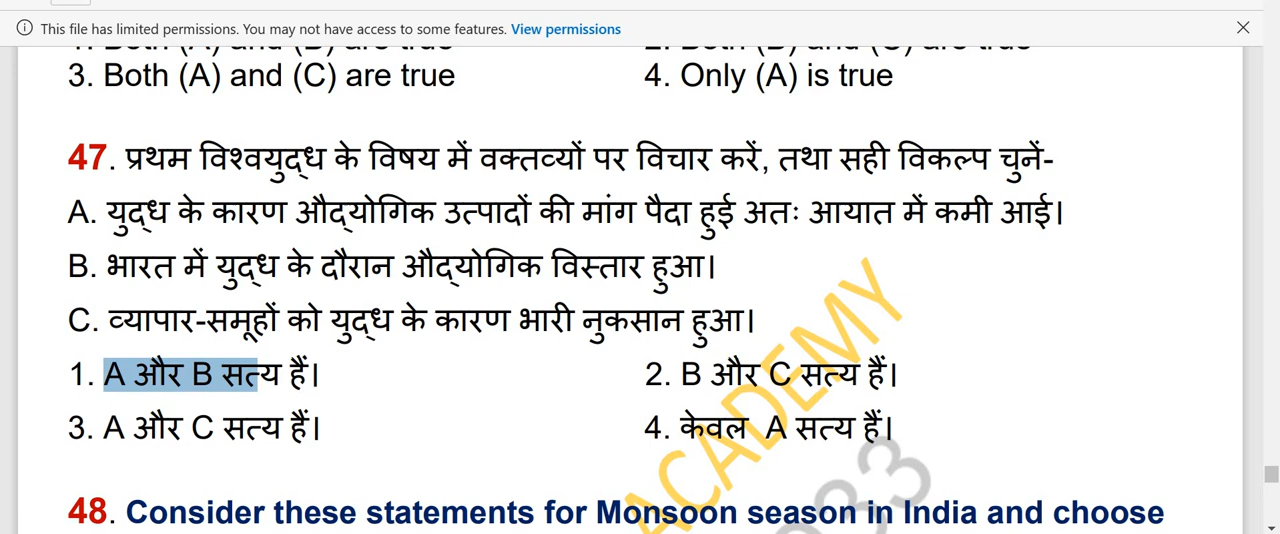 This file has limited permissions. You may not have access to some features. View permissions
3. Both (A) and (C) are true 4. Only (A) is true
47. प्रथम विश्वयुद्ध के विषय में वक्तव्यों पर विचार करें, तथा सही विकल्प चुनें-
A. युद्ध के कारण औद्योगिक उत्पादों की मांग पैदा हुई अतः आयात में कमी आई।
B. भारत में युद्ध के दौरान औद्योगिक विस्तार हुआ।
C. व्यापार-समूहों को युद्ध के कारण भारी नुकसान हुआ।
1. A और B सत्य हैं। 2. B और C सत्य हैं।
3. A और C सत्य हैं। 4. केवल A सत्य हैं।
48. Consider these statements for Monsoon season in India and choose
ACADEMY